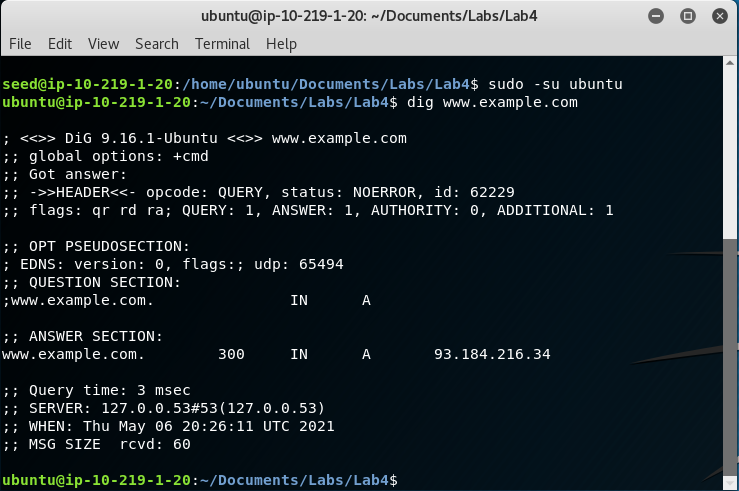 ubuntu@ip-10-219-1-20: ~/Documents/Labs/Lab4
File Edit View Search Terminal Help
seed@ip-10-219-1-20:/home/ubuntu/Documents/Labs/Lab4$ sudo -su ubuntu
ubuntu@ip-10-219-1-20:~/Documents/Labs/Lab4$ dig www.example.com
; <<>> DiG 9.16.1-Ubuntu <<>> www.example.com
;; global options: +cmd
;; Got answer:
;; ->>HEADER<<- opcode: QUERY, status: NOERROR, id: 62229
;; flags: qr rd ra; QUERY: 1, ANSWER: 1, AUTHORITY: 0, ADDITIONAL: 1
;; OPT PSEUDOSECTION:
; EDNS: version: 0, flags:; udp: 65494
;; QUESTION SECTION:
;www.example.com. IN A
;; ANSWER SECTION:
www.example.com. 300 IN A 93.184.216.34
;; Query time: 3 msec
;; SERVER: 127.0.0.53#53(127.0.0.53)
;; WHEN: Thu May 06 20:26:11 UTC 2021
;; MSG SIZE  rcvd: 60
ubuntu@ip-10-219-1-20:~/Documents/Labs/Lab4$